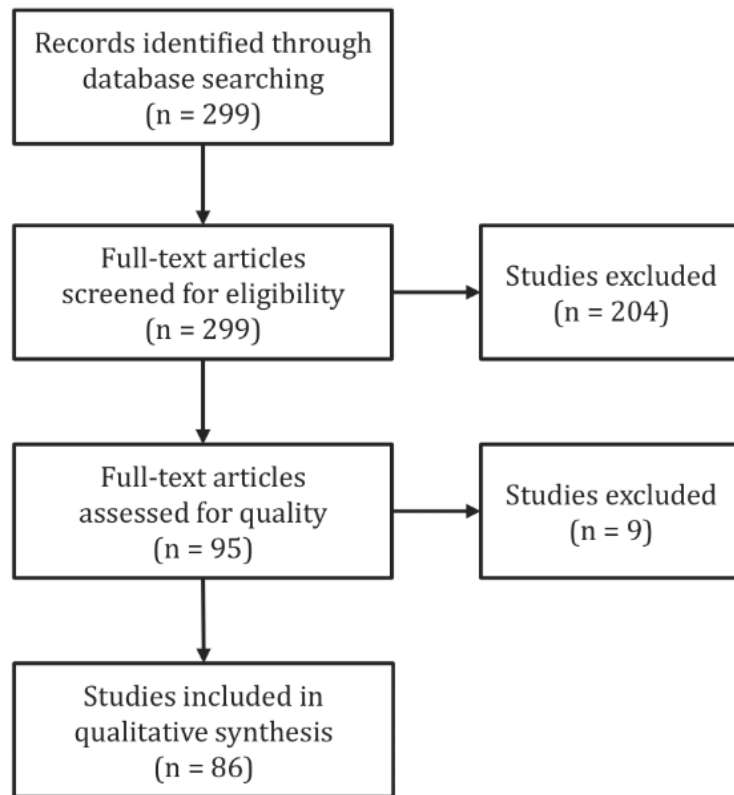 Records identified through
database searching
(n = 299)
Full-text articles
screened for eligibility
(n = 299)
Studies excluded
(n = 204)
Full-text articles
assessed for quality
(n = 95)
Studies excluded
(n = 9)
Studies included in
qualitative synthesis
(n = 86)